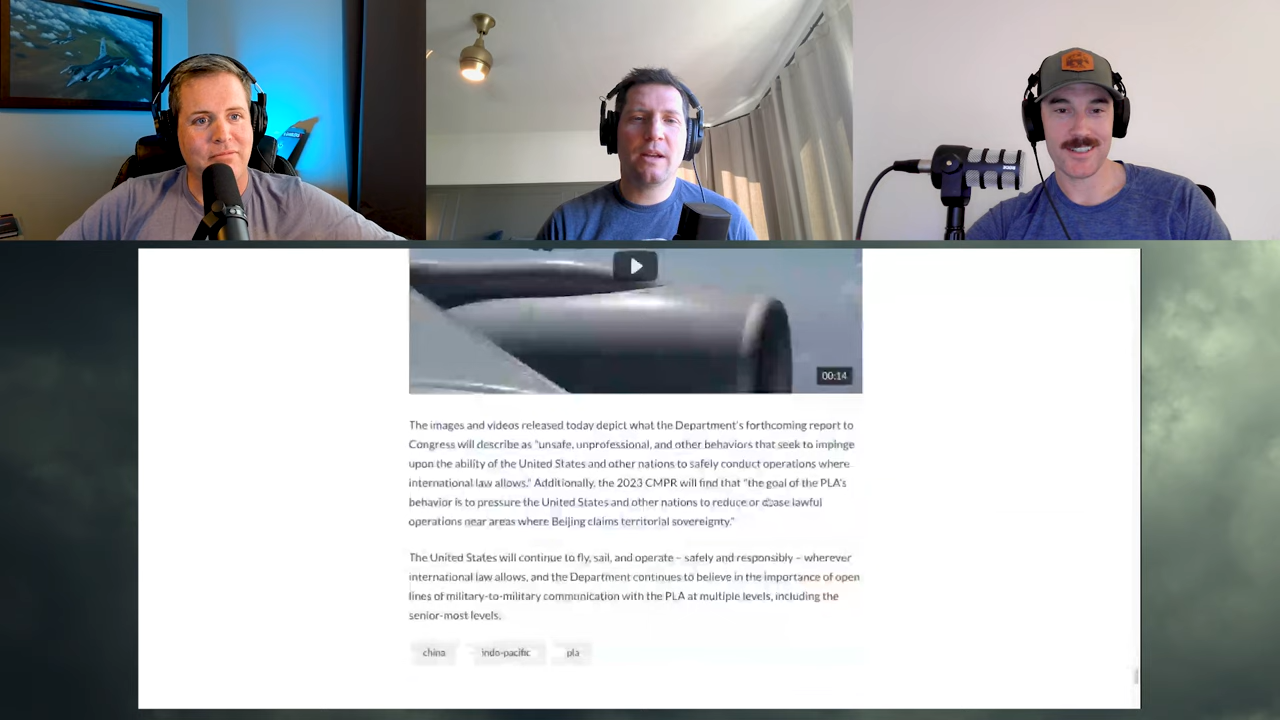 00:14
The images and videos released today depict what the Department's forthcoming report to
Congress will describe as "unsafe, unprofessional, and other behaviors that seek to impinge
upon the ability of the United States and other nations to safely conduct operations where
international law allows." Additionally, the 2023 CMPR will find that "the goal of the PLA's
behavior is to pressure the United States and other nations to reduce or cease lawful
operations near areas where Beijing claims territorial sovereignty."
The United States will continue to fly, sail, and operate – safely and responsibly – wherever
international law allows, and the Department continues to believe in the importance of open
lines of military-to-military communication with the PLA at multiple levels, including the
senior-most levels.
china indo-pacific pla